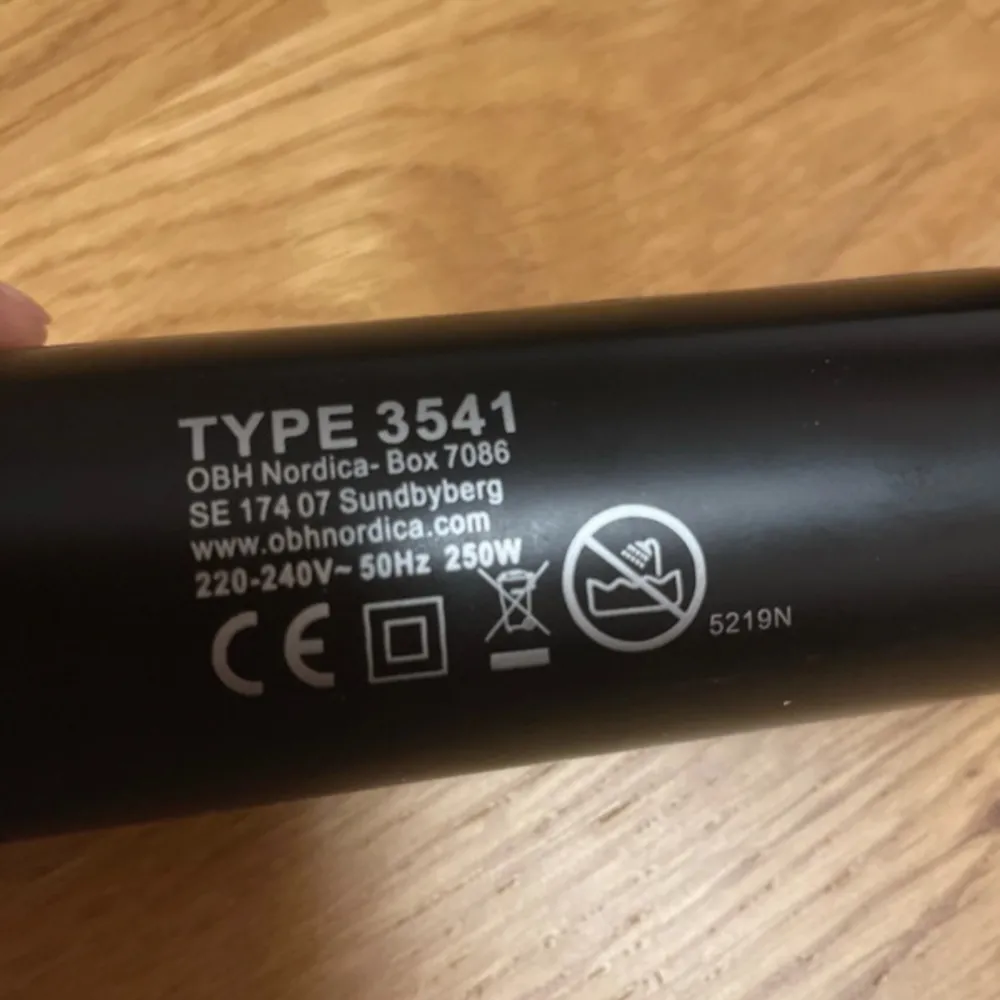 TYPE 3541
OBH Nordica- Box 7086
SE 174 07 Sundbyberg
www.obhnordica.com
220-240V~ 50Hz 250W
CE
5219N